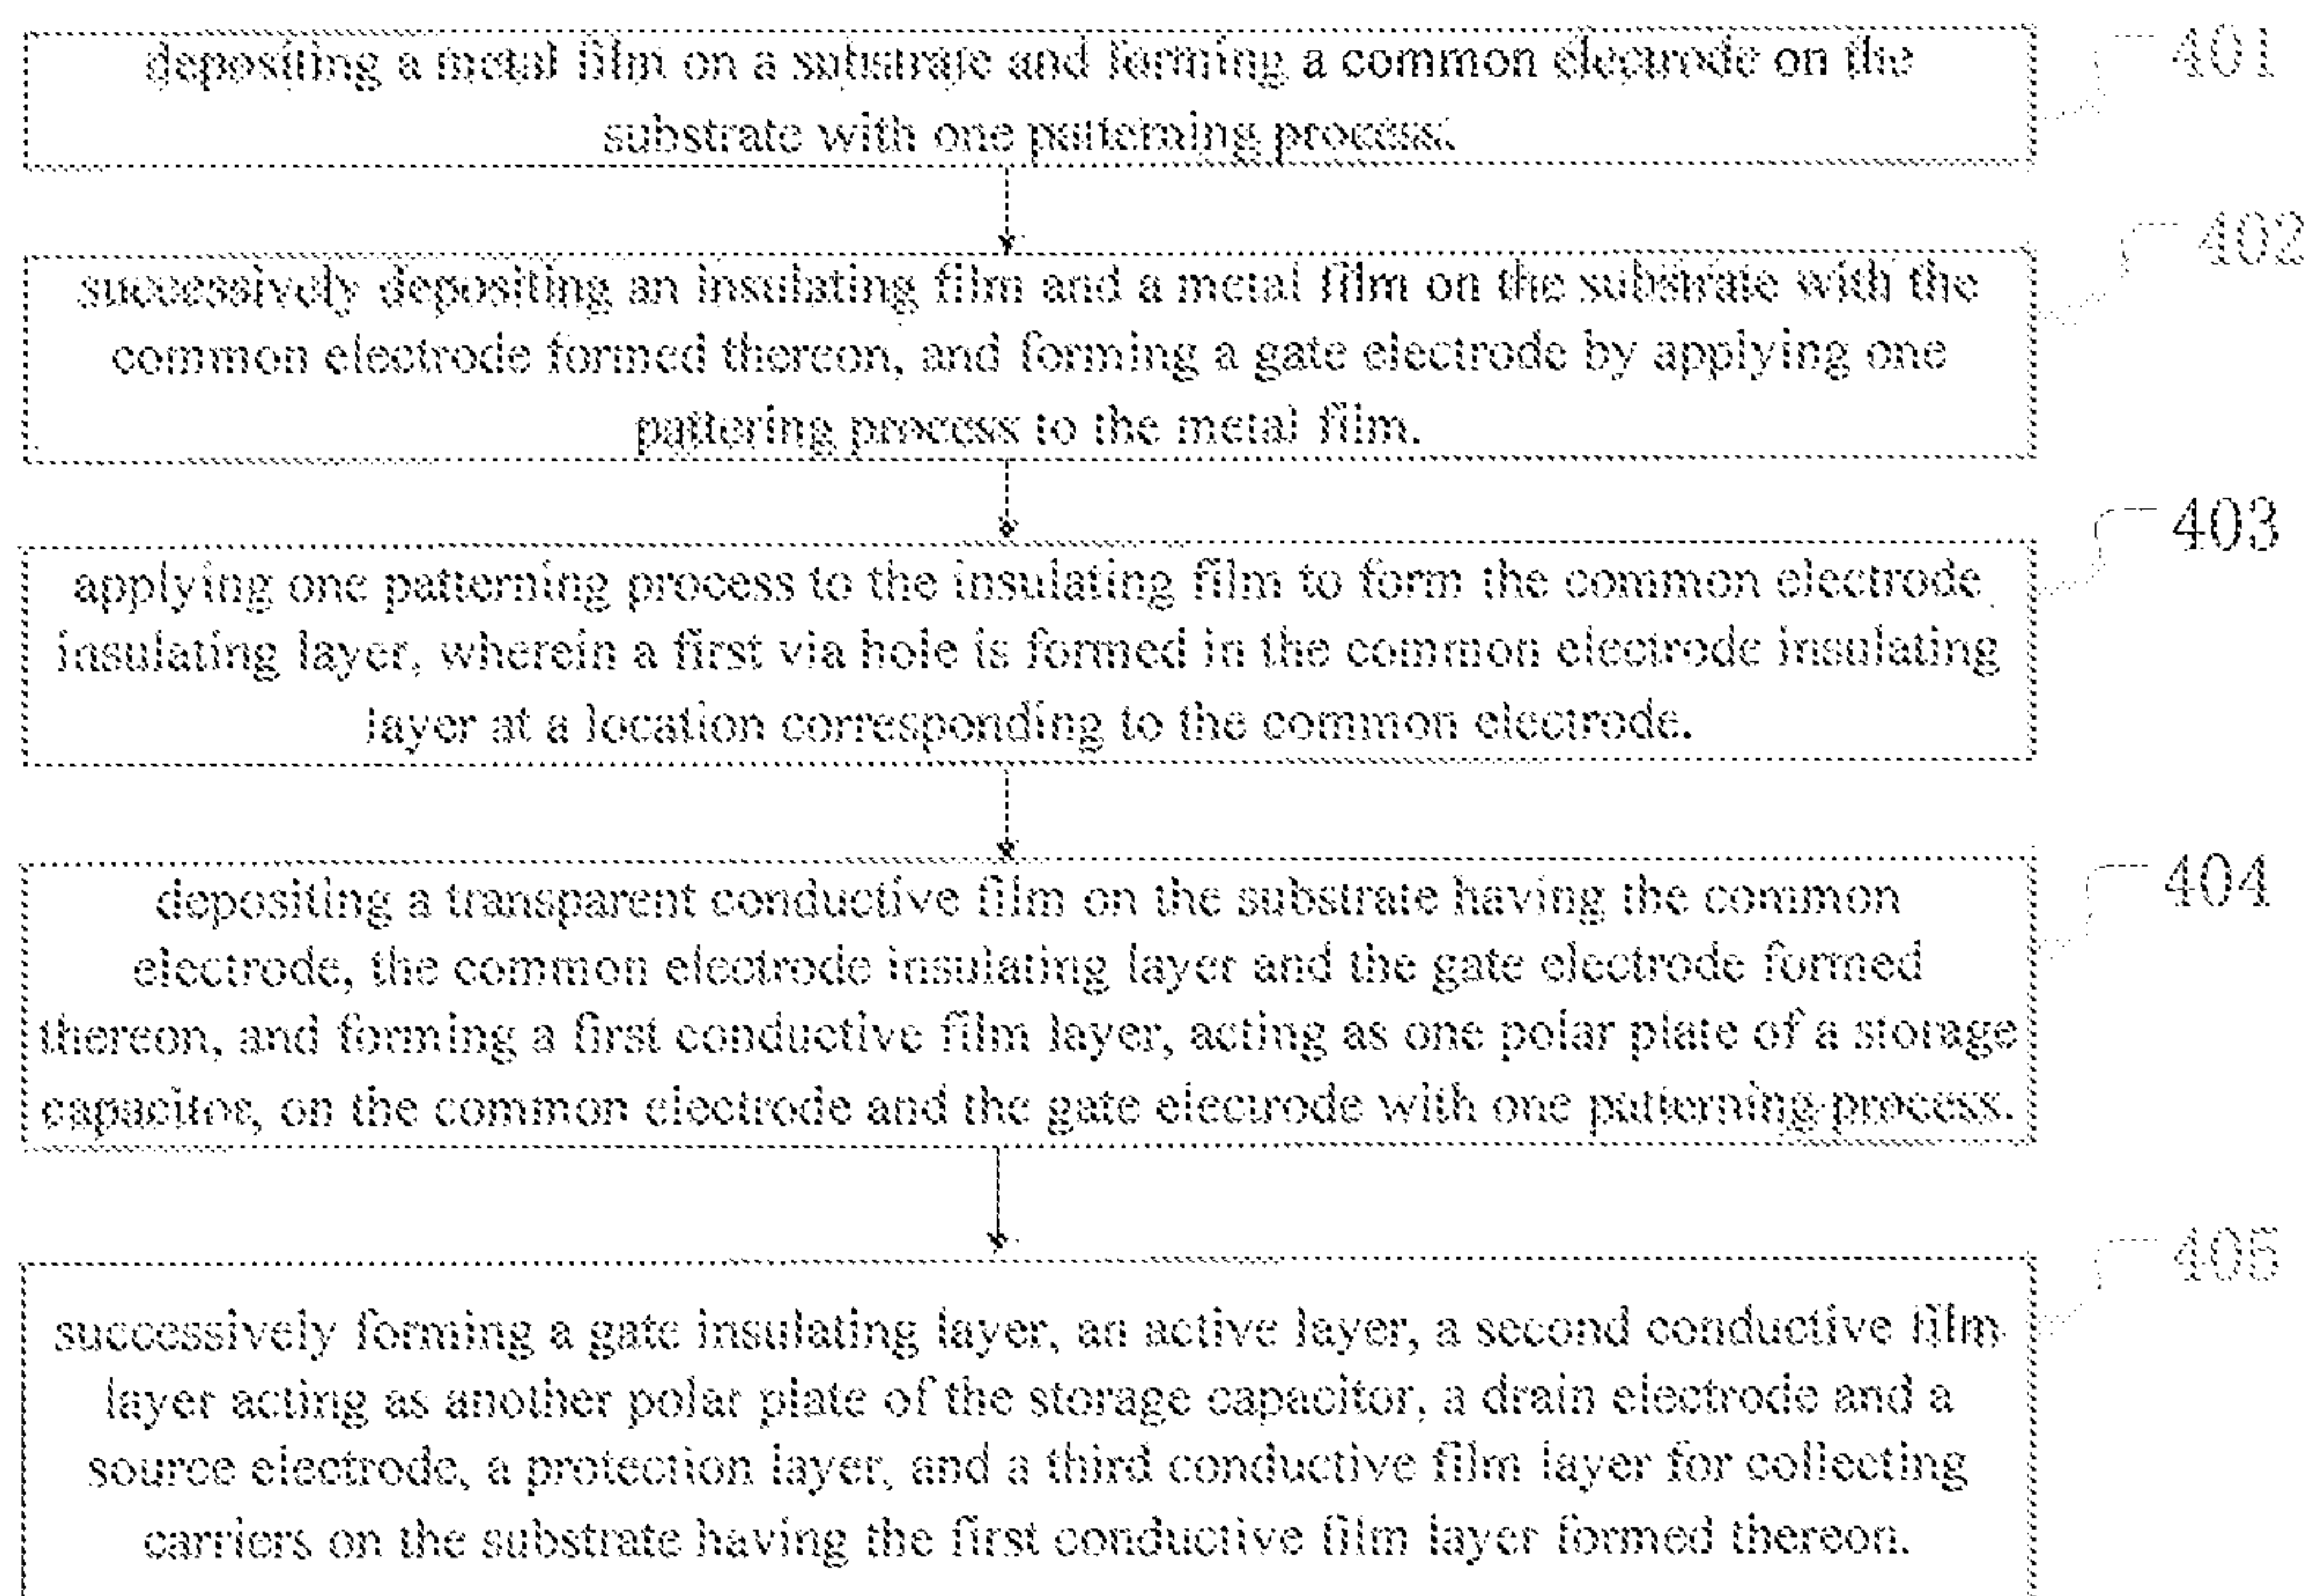 depositing a metal film on a substrate and forming a common electrode on the
substrate with one patterning process.
401
successively depositing an insulating film and a metal film on the substrate with the
common electrode formed thereon, and forming a gate electrode by applying one
pattering process to the metal film.
402
applying one patterning process to the insulating film to form the common electrode
insulating layer, wherein a first via hole is formed in the common electrode insulating
layer at a location corresponding to the common electrode.
403
depositing a transparent conductive film on the substrate having the common
electrode, the common electrode insulating layer and the gate electrode formed
thereon, and forming a first conductive film layer, acting as one polar plate of a storage
capacitor, on the common electrode and the gate electrode with one patterning process.
404
successively forming a gate insulating layer, an active layer, a second conductive film
layer acting as another polar plate of the storage capacitor, a drain electrode and a
source electrode, a protection layer, and a third conductive film layer for collecting
carriers on the substrate having the first conductive film layer formed thereon.
405